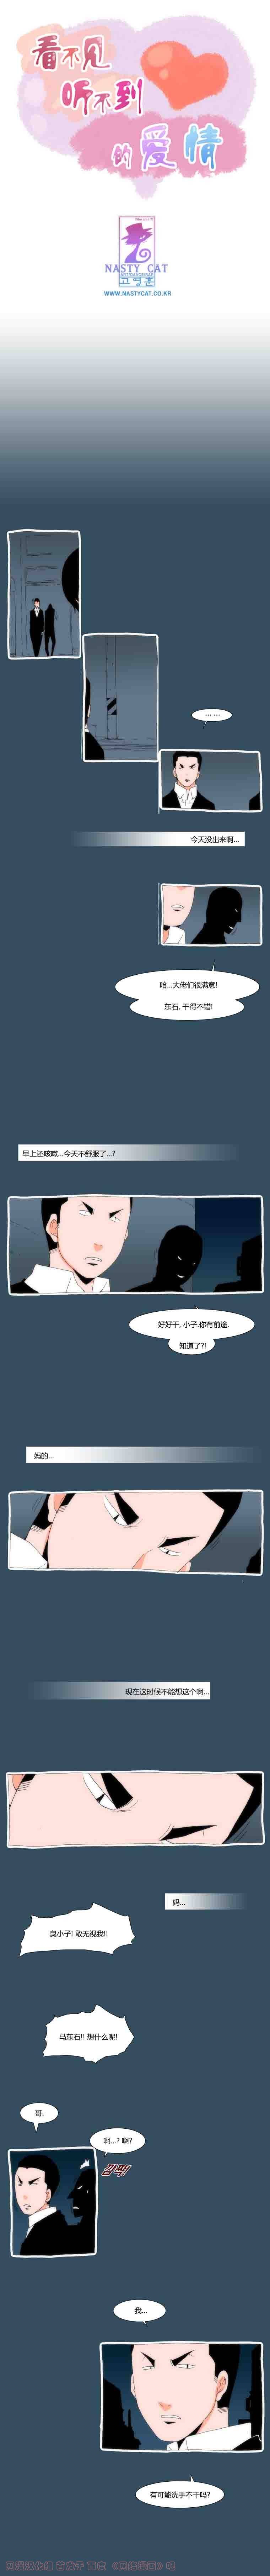 看不见
听不到
的爱情
NASTY CAT
WWW.NASTYCAT.CO.KR
... ...
今天没出来啊...
哈...大佬们很满意!
东石, 干得不错!
早上还咳嗽...今天不舒服了...?
好好干, 小子.你有前途.
知道了?!
妈的...
现在这时候不能想这个啊...
妈...
臭小子! 敢无视我!!
马东石!! 想什么呢!
哥.
啊...? 啊?
깜짝!
我...
有可能洗手不干吗?